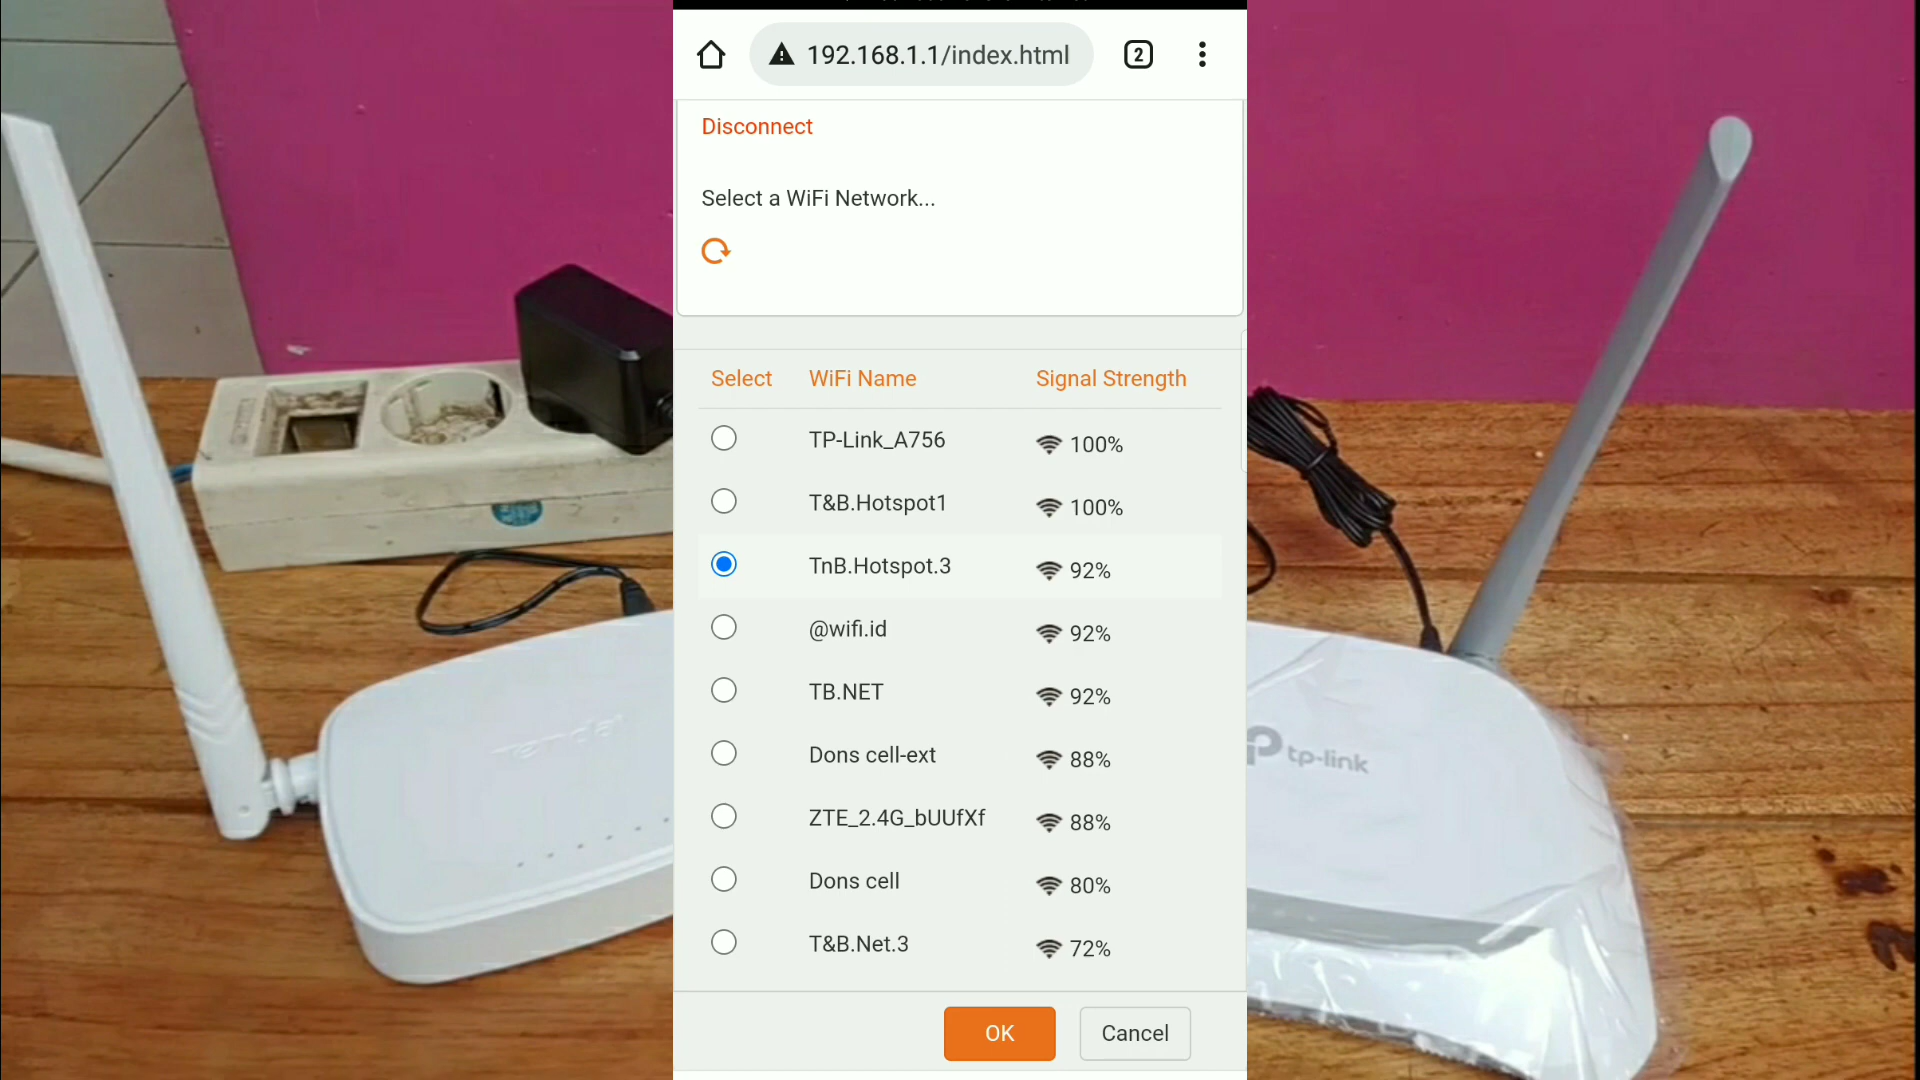 192.168.1.1/index.html
2
Disconnect
Select a WiFi Network...
Select WiFi Name Signal Strength
TP-Link_A756 100%
T&B.Hotspot1 100%
TnB.Hotspot.3 92%
@wifi.id 92%
TB.NET 92%
Dons cell-ext 88%
ZTE_2.4G_bUUfXf 88%
Dons cell 80%
T&B.Net.3 72%
OK Cancel
Tenda
tp-link